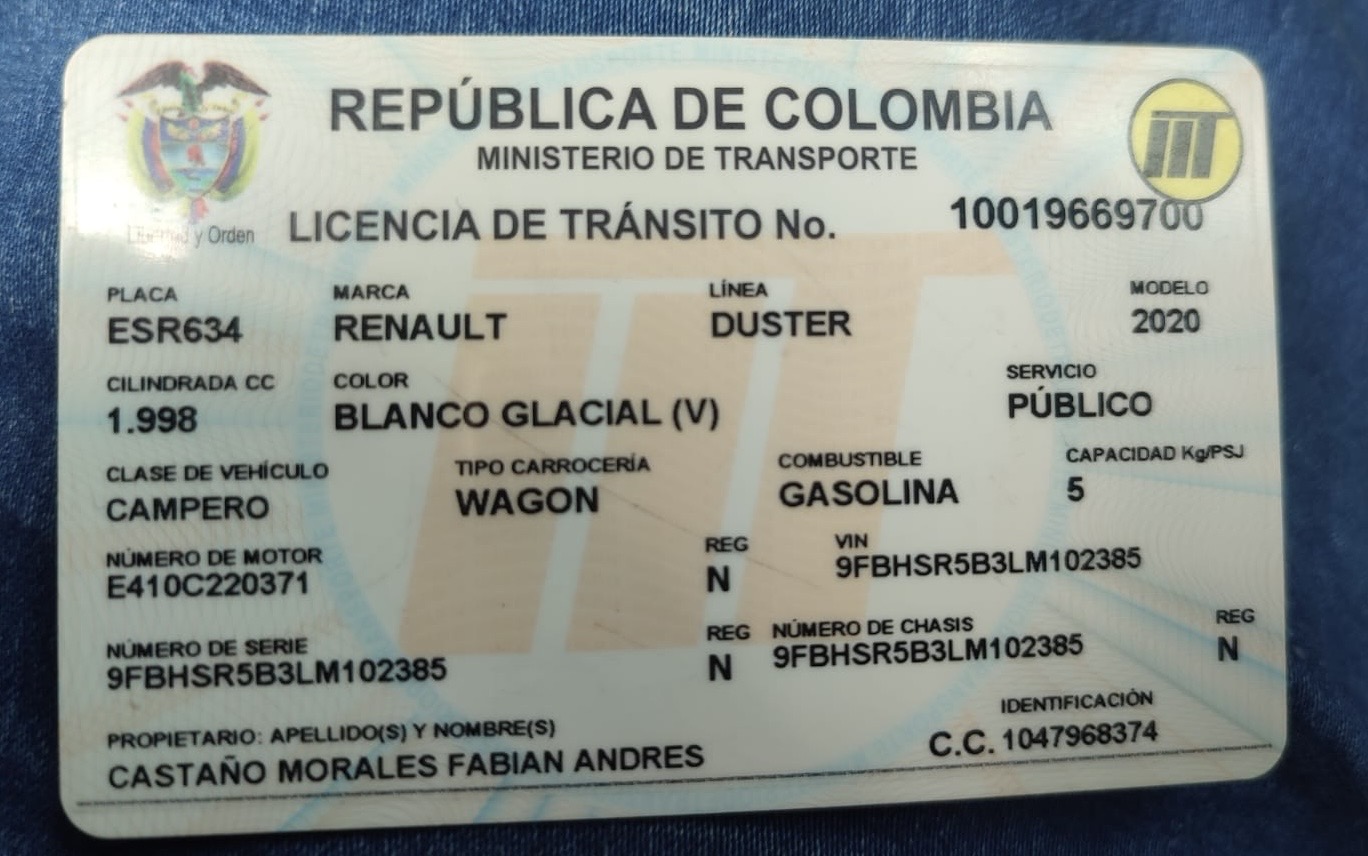 REPÚBLICA DE COLOMBIA
MINISTERIO DE TRANSPORTE
Libertad y Orden
LICENCIA DE TRÁNSITO No. 10019669700
PLACA MARCA LÍNEA MODELO
ESR634 RENAULT DUSTER 2020
CILINDRADA CC COLOR SERVICIO
1.998 BLANCO GLACIAL (V) PÚBLICO
CLASE DE VEHÍCULO TIPO CARROCERÍA COMBUSTIBLE CAPACIDAD Kg/PSJ
CAMPERO WAGON GASOLINA 5
NÚMERO DE MOTOR REG VIN
E410C220371 N 9FBHSR5B3LM102385
NÚMERO DE SERIE REG NÚMERO DE CHASIS REG
9FBHSR5B3LM102385 N 9FBHSR5B3LM102385 N
PROPIETARIO: APELLIDO(S) Y NOMBRE(S) IDENTIFICACIÓN
CASTAÑO MORALES FABIAN ANDRES C.C. 1047968374